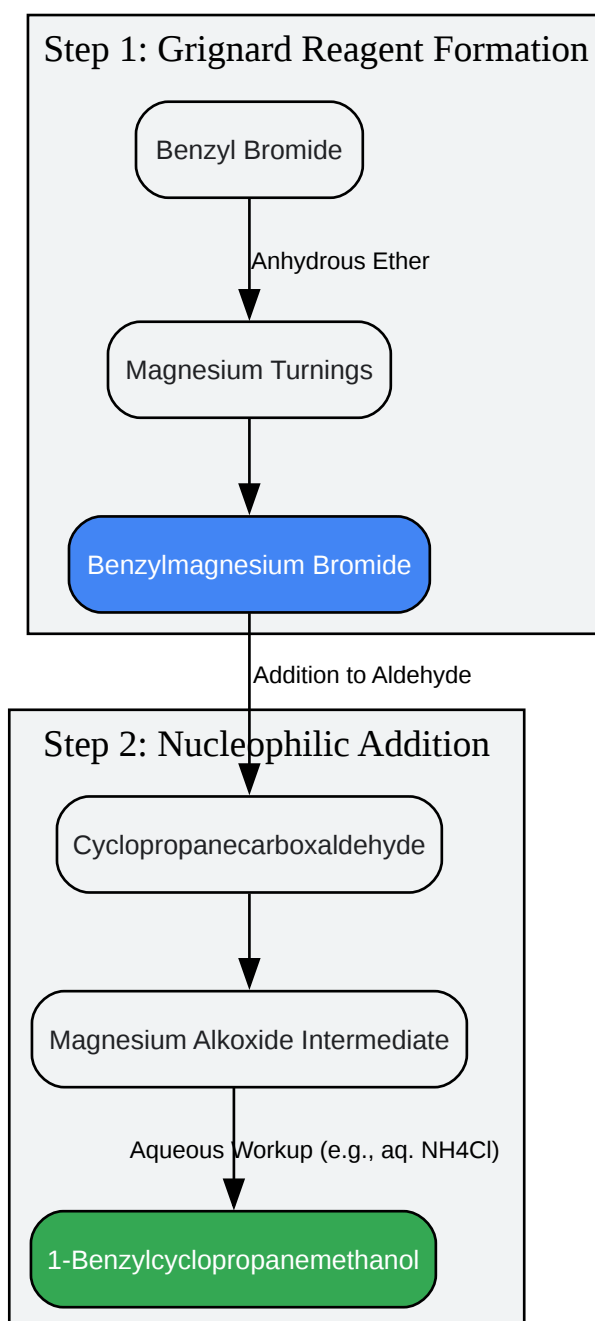 Step 1: Grignard Reagent Formation
Benzyl Bromide
Anhydrous Ether
Magnesium Turnings
Benzylmagnesium Bromide
Addition to Aldehyde
Step 2: Nucleophilic Addition
Cyclopropanecarboxaldehyde
Magnesium Alkoxide Intermediate
Aqueous Workup (e.g., aq. NH4Cl)
1-Benzylcyclopropanemethanol